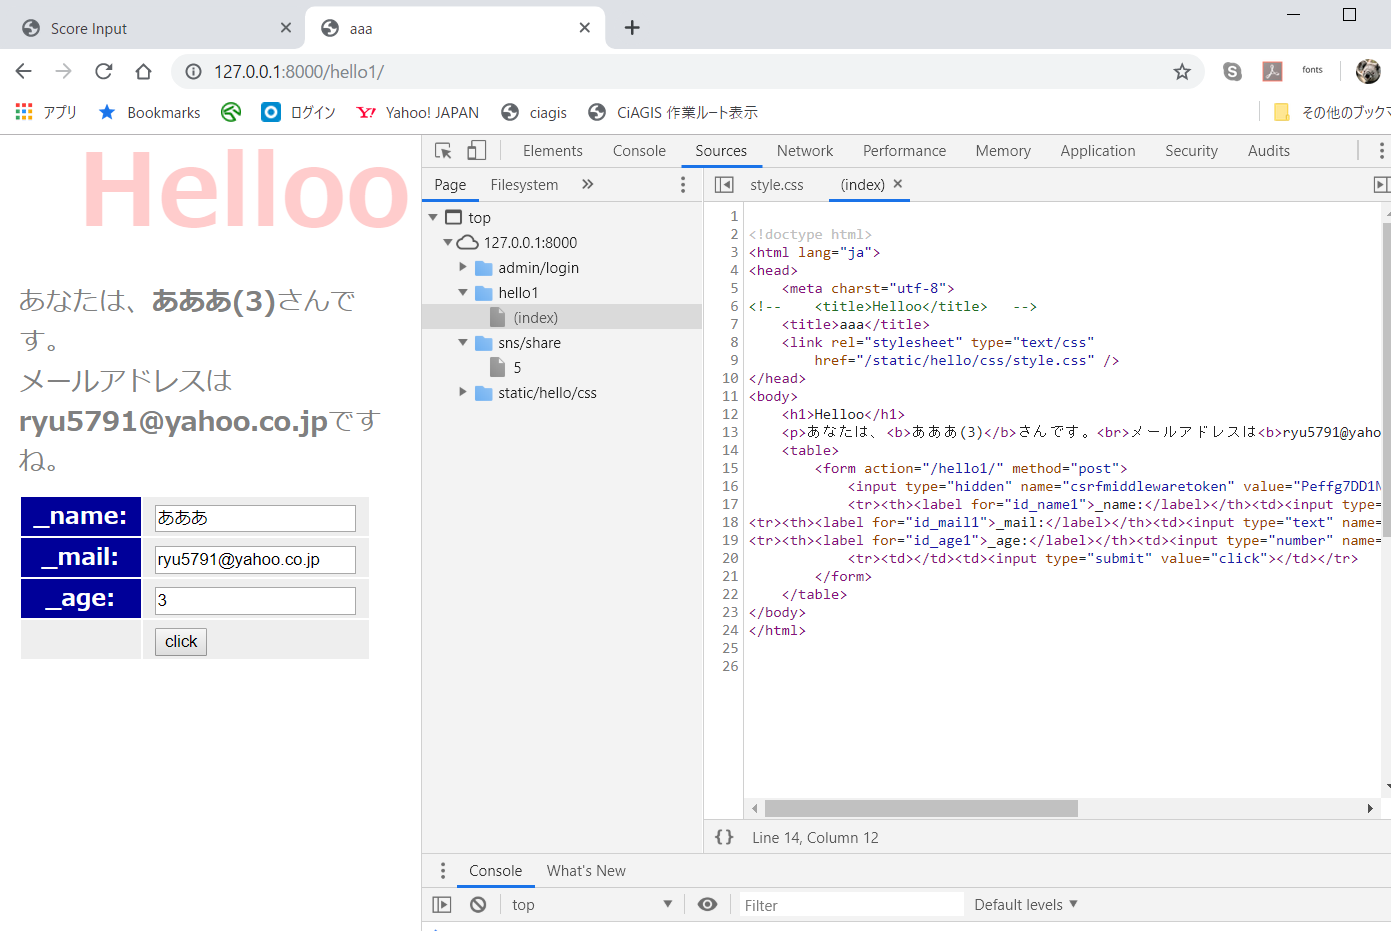 Score Input
aaa
127.0.0.1:8000/hello1/
fonts
アプリ
Bookmarks
ログイン
Yahoo! JAPAN
ciagis
CiAGIS 作業ルート表示
その他のブックマ
Helloo
あなたは、あああ(3)さんで
す。
メールアドレスは
ryu5791@yahoo.co.jpです
ね。
_name:
あああ
_mail:
ryu5791@yahoo.co.jp
_age:
3
click
Elements Console Sources Network Performance Memory Application Security Audits
Page Filesystem »
top
127.0.0.1:8000
admin/login
hello1
(index)
sns/share
5
static/hello/css
style.css (index)
1
2 <!doctype html>
3 <html lang="ja">
4 <head>
5 <meta charst="utf-8">
6 <!-- <title>Helloo</title> -->
7 <title>aaa</title>
8 <link rel="stylesheet" type="text/css"
9 href="/static/hello/css/style.css" />
10 </head>
11 <body>
12 <h1>Helloo</h1>
13 <p>あなたは、<b>あああ(3)</b>さんです。<br>メールアドレスは<b>ryu5791@yaho
14 <table>
15 <form action="/hello1/" method="post">
16 <input type="hidden" name="csrfmiddlewaretoken" value="Peffg7DD1N
17 <tr><th><label for="id_name1">_name:</label></th><td><input type=
18 <tr><th><label for="id_mail1">_mail:</label></th><td><input type="text" name=
19 <tr><th><label for="id_age1">_age:</label></th><td><input type="number" name=
20 <tr><td></td><td><input type="submit" value="click"></td></tr>
21 </form>
22 </table>
23 </body>
24 </html>
25
26
{} Line 14, Column 12
Console What's New
top
Filter
Default levels